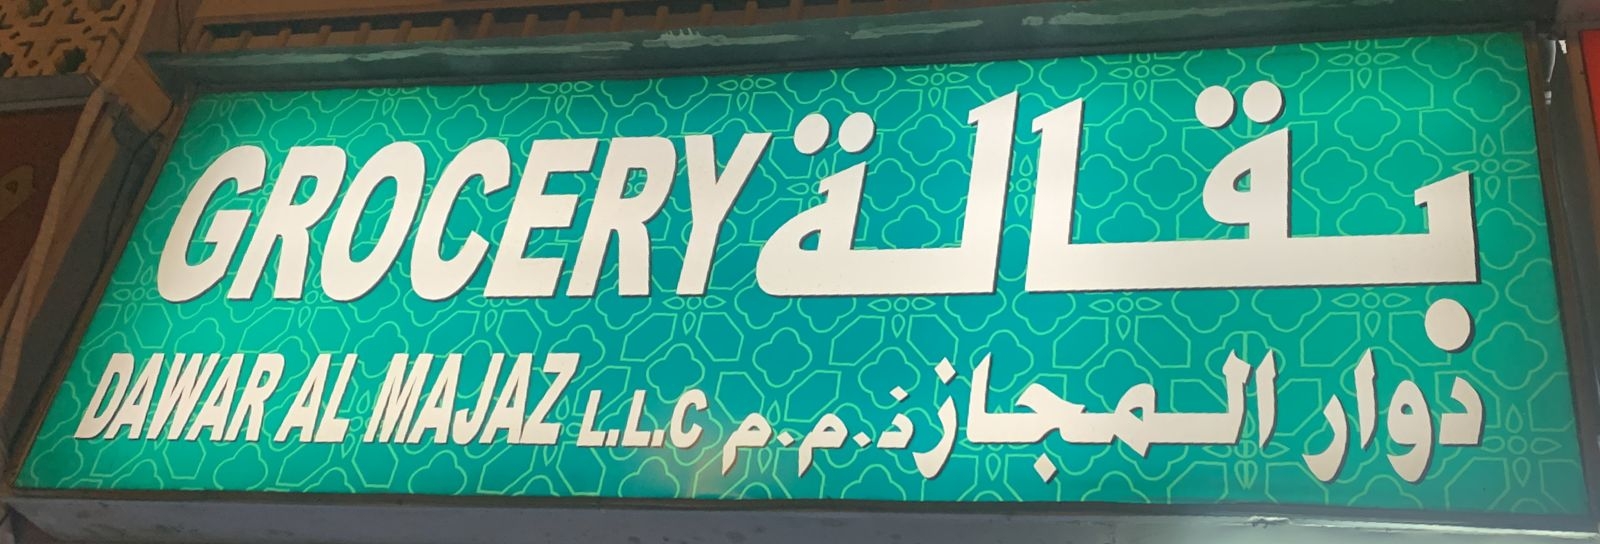 GROCERY بقالة
DAWAR AL MAJAZ L.L.C دوار المجاز ذ.م.م